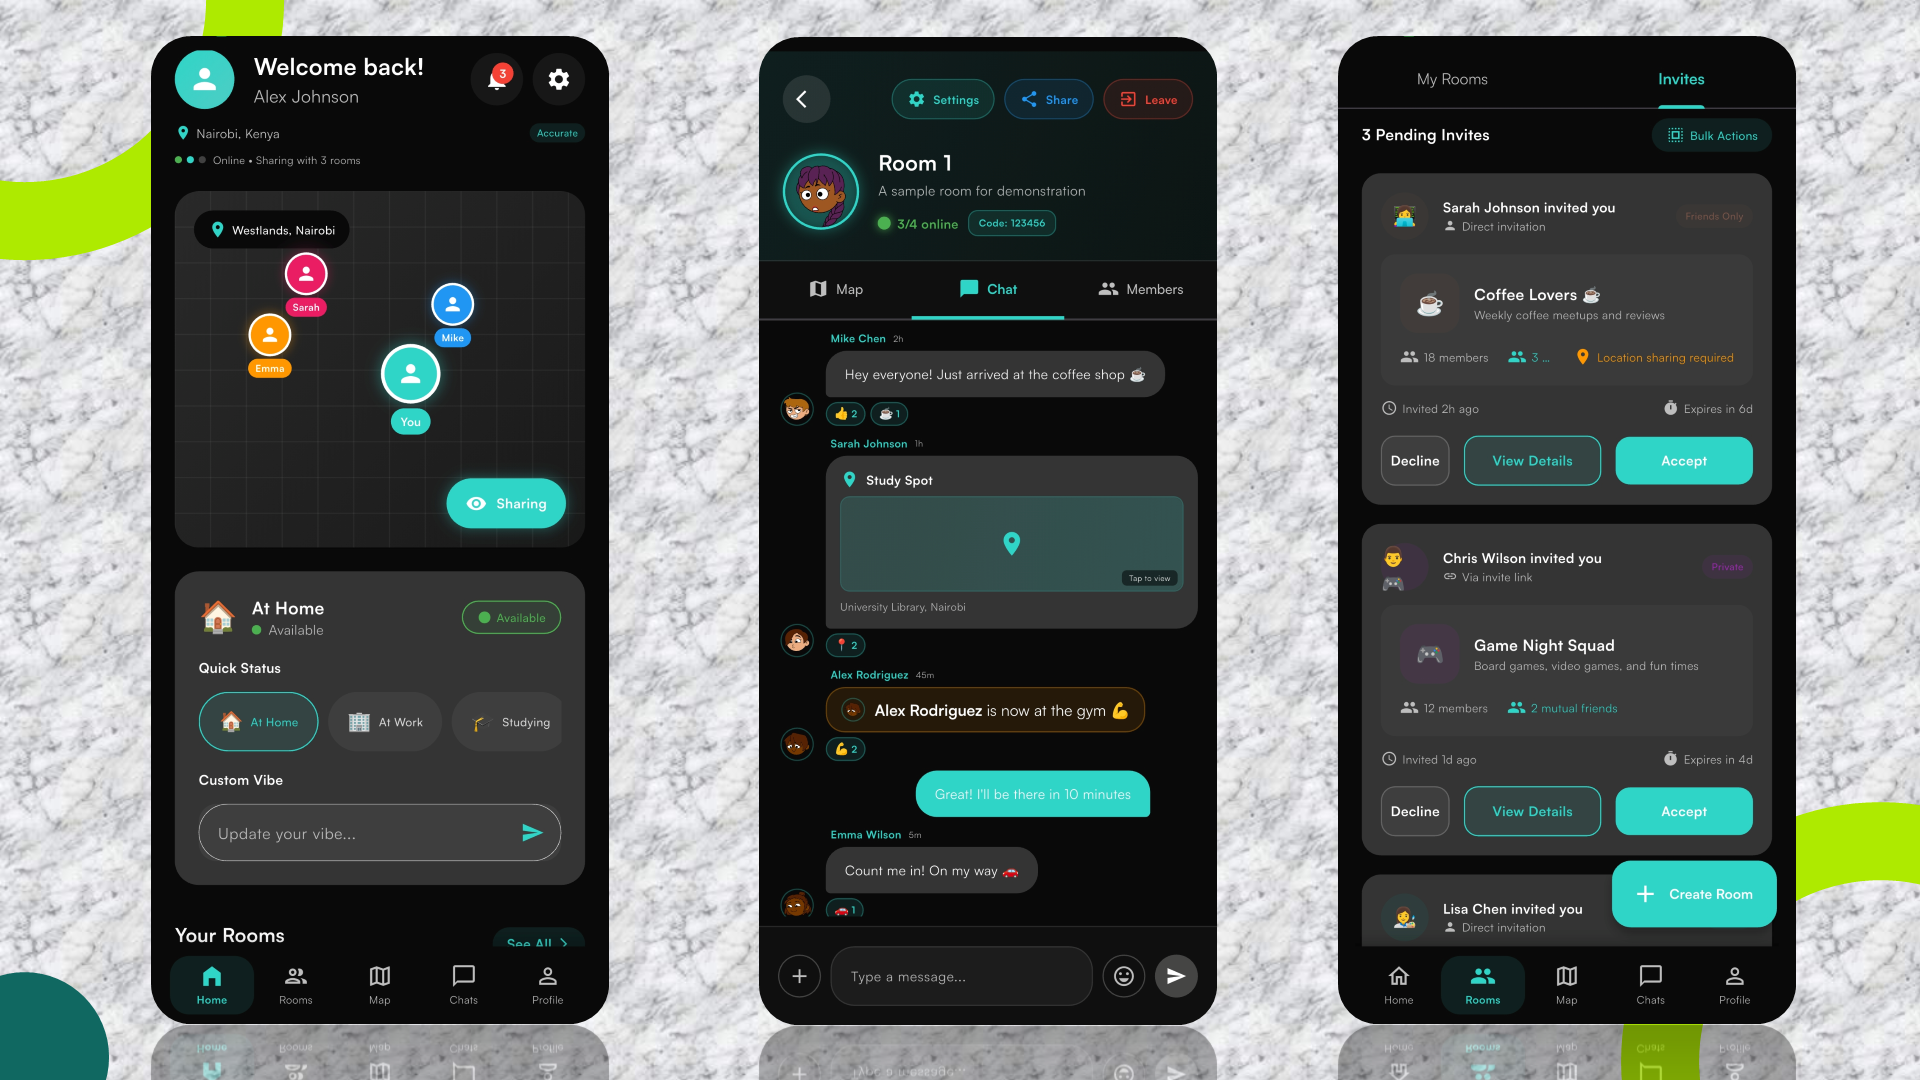 Welcome back!
Alex Johnson
3
Nairobi, Kenya
Accurate
Online • Sharing with 3 rooms
Westlands, Nairobi
Sarah
Mike
Emma
You
Sharing
At Home
Available
Available
Quick Status
At Home
At Work
Studying
Custom Vibe
Update your vibe...
Your Rooms
See All
Home
Rooms
Map
Chats
Profile
Settings
Share
Leave
Room 1
A sample room for demonstration
3/4 online
Code: 123456
Map
Chat
Members
Mike Chen 2h
Hey everyone! Just arrived at the coffee shop ☕
👍 2
☕ 1
Sarah Johnson 1h
Study Spot
Tap to view
University Library, Nairobi
📍 2
Alex Rodriguez 45m
Alex Rodriguez is now at the gym 💪
💪 2
Great! I'll be there in 10 minutes
Emma Wilson 5m
Count me in! On my way 🚗
🚗 1
Type a message...
My Rooms
Invites
3 Pending Invites
Bulk Actions
Sarah Johnson invited you
Direct invitation
Friends Only
Coffee Lovers ☕
Weekly coffee meetups and reviews
18 members
3 ...
Location sharing required
Invited 2h ago
Expires in 6d
Decline
View Details
Accept
Chris Wilson invited you
Via invite link
Private
Game Night Squad
Board games, video games, and fun times
12 members
2 mutual friends
Invited 1d ago
Expires in 4d
Decline
View Details
Accept
Lisa Chen invited you
Direct invitation
Create Room
Home
Rooms
Map
Chats
Profile